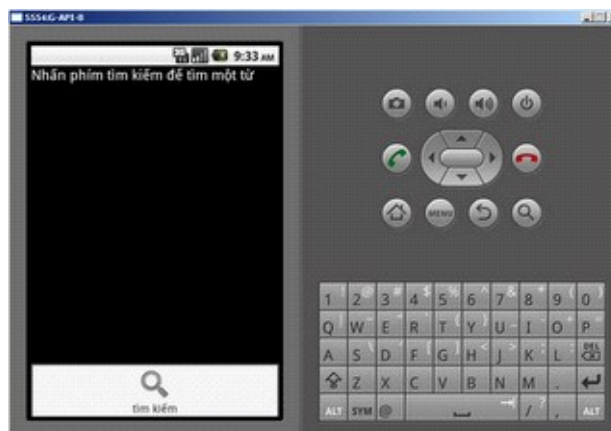 5554:G-API-8
9:33 AM
Nhấn phím tìm kiếm để tìm một từ
MENU
1 2 @ 3 # 4 $ 5 % 6 ^ 7 & 8 * 9 ( 0 )
Q W E R T Y U I O P
A S D F G H J K L DEL
Z X C V B N M .
ALT SYM @ / ? , ALT
tìm kiếm